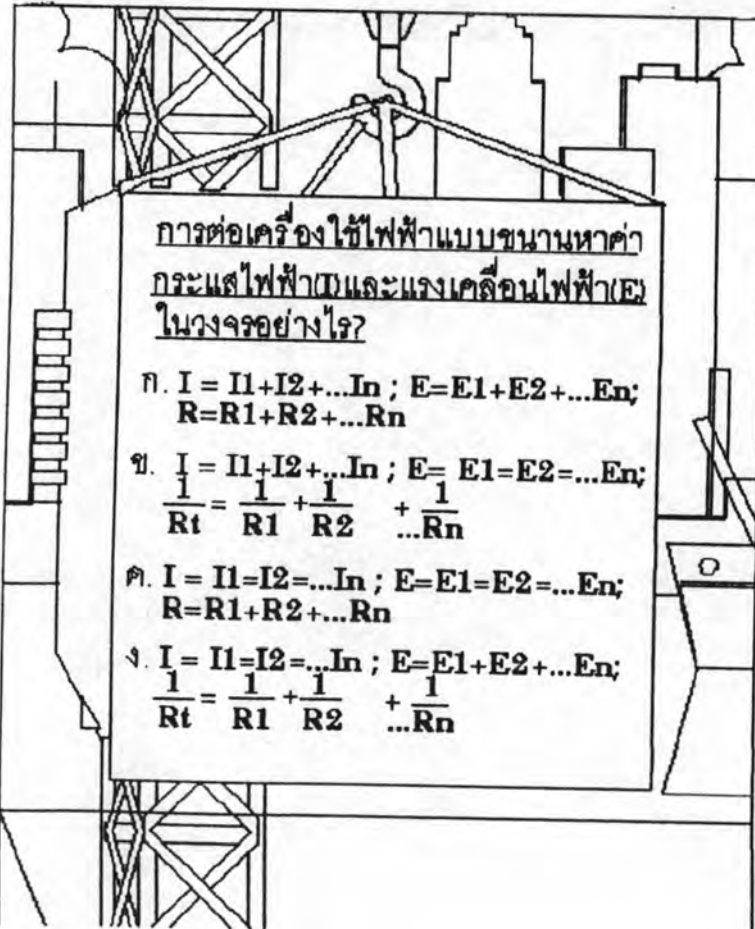 การต่อเครื่องใช้ไฟฟ้าแบบขนานหาค่า
กระแสไฟฟ้า(I)และแรงเคลื่อนไฟฟ้า(E)
ในวงจรอย่างไร?
ก. I = I1+I2+...In ; E=E1+E2+...En;
R=R1+R2+...Rn
ข. I = I1+I2+...In ; E= E1=E2=...En;
1/Rt = 1/R1 + 1/R2 + 1/...Rn
ค. I = I1=I2=...In ; E=E1=E2=...En;
R=R1+R2+...Rn
ง. I = I1=I2=...In ; E=E1+E2+...En;
1/Rt = 1/R1 + 1/R2 + 1/...Rn